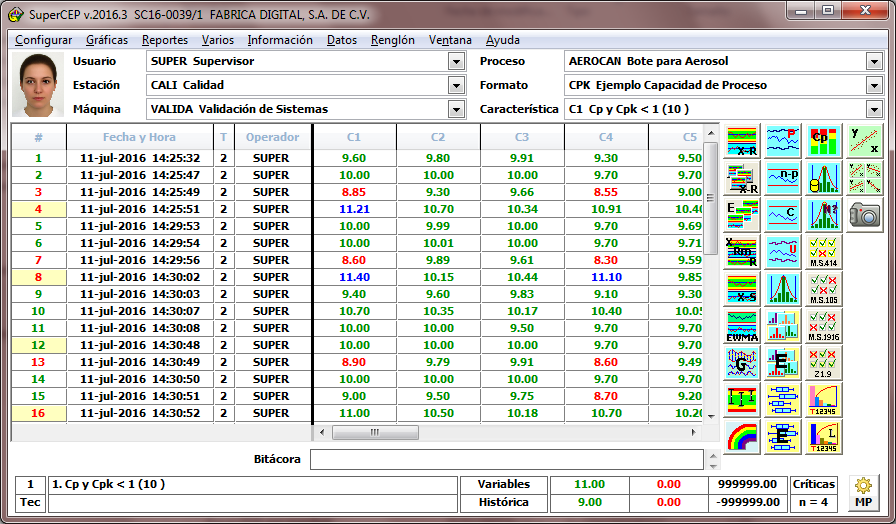 SuperCEP v.2016.3 SC16-0039/1 FABRICA DIGITAL, S.A. DE C.V.
Configurar Gráficas Reportes Varios Información Datos Renglón Ventana Ayuda
Usuario SUPER Supervisor Proceso AEROCAN Bote para Aerosol
Estación CALI Calidad Formato CPK Ejemplo Capacidad de Proceso
Máquina VALIDA Validación de Sistemas Característica C1 Cp y Cpk < 1 (10 )
# Fecha y Hora T Operador C1 C2 C3 C4 C5
1 11-jul-2016 14:25:32 2 SUPER 9.60 9.80 9.91 9.30 9.50
2 11-jul-2016 14:25:47 2 SUPER 10.00 10.00 10.00 9.70 9.70
3 11-jul-2016 14:25:49 2 SUPER 8.85 9.30 9.66 8.55 9.00
4 11-jul-2016 14:25:51 2 SUPER 11.21 10.70 10.34 10.91 10.40
5 11-jul-2016 14:29:53 2 SUPER 10.00 9.99 10.00 9.70 9.69
6 11-jul-2016 14:29:54 2 SUPER 10.00 10.01 10.00 9.70 9.71
7 11-jul-2016 14:29:56 2 SUPER 8.60 9.89 9.61 8.30 9.59
8 11-jul-2016 14:30:02 2 SUPER 11.40 10.15 10.44 11.10 9.85
9 11-jul-2016 14:30:03 2 SUPER 9.40 9.60 9.83 9.10 9.30
10 11-jul-2016 14:30:07 2 SUPER 10.70 10.35 10.17 10.40 10.05
11 11-jul-2016 14:30:08 2 SUPER 10.00 10.00 9.50 9.70 9.70
12 11-jul-2016 14:30:48 2 SUPER 10.00 10.00 10.00 9.70 9.70
13 11-jul-2016 14:30:49 2 SUPER 8.90 9.79 9.91 8.60 9.49
14 11-jul-2016 14:30:50 2 SUPER 10.00 10.00 10.00 9.70 9.70
15 11-jul-2016 14:30:51 2 SUPER 9.00 9.50 9.75 8.70 9.20
16 11-jul-2016 14:30:52 2 SUPER 11.00 10.50 10.18 10.70 10.20
X-R P Cp y x
X-R n-p
E C N?
X Rm R U M.S.414
X-S M.S.105
EWMA M.S.1916
G E Z1.9
T12345
E L T12345
Bitácora
1 1. Cp y Cpk < 1 (10 ) Variables 11.00 0.00 999999.00 Críticas
Tec Histórica 9.00 0.00 -999999.00 n = 4 MP